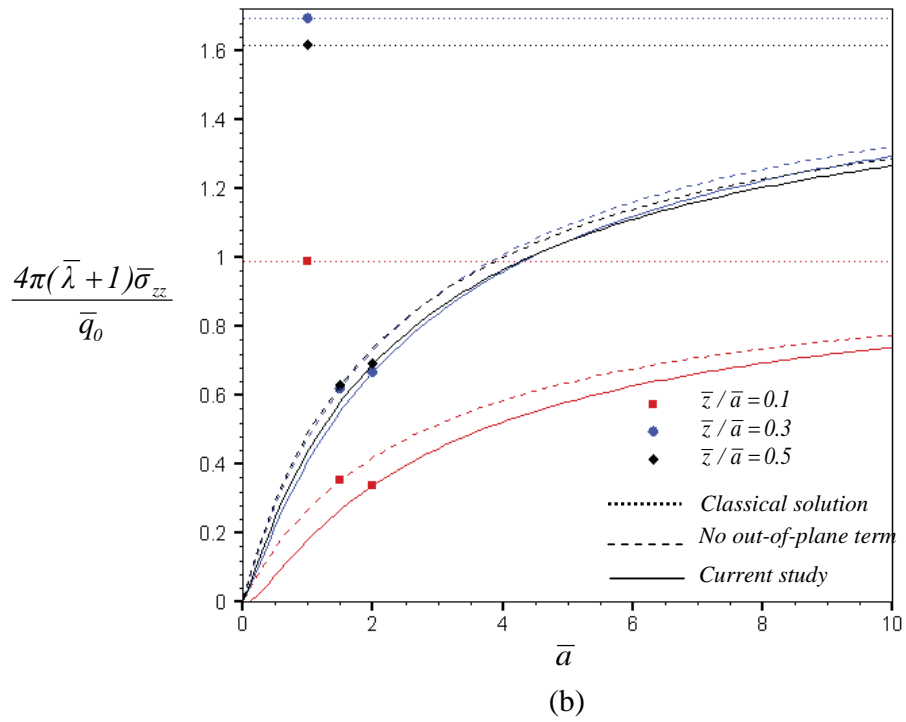 1.6
1.4
1.2
1
0.8
0.6
0.4
0.2
0
4π(λ̅ +1)σ̅zz
q̅0
z̅ / a̅ = 0.1
z̅ / a̅ = 0.3
z̅ / a̅ = 0.5
Classical solution
No out-of-plane term
Current study
0 2 4 6 8 10
a̅
(b)